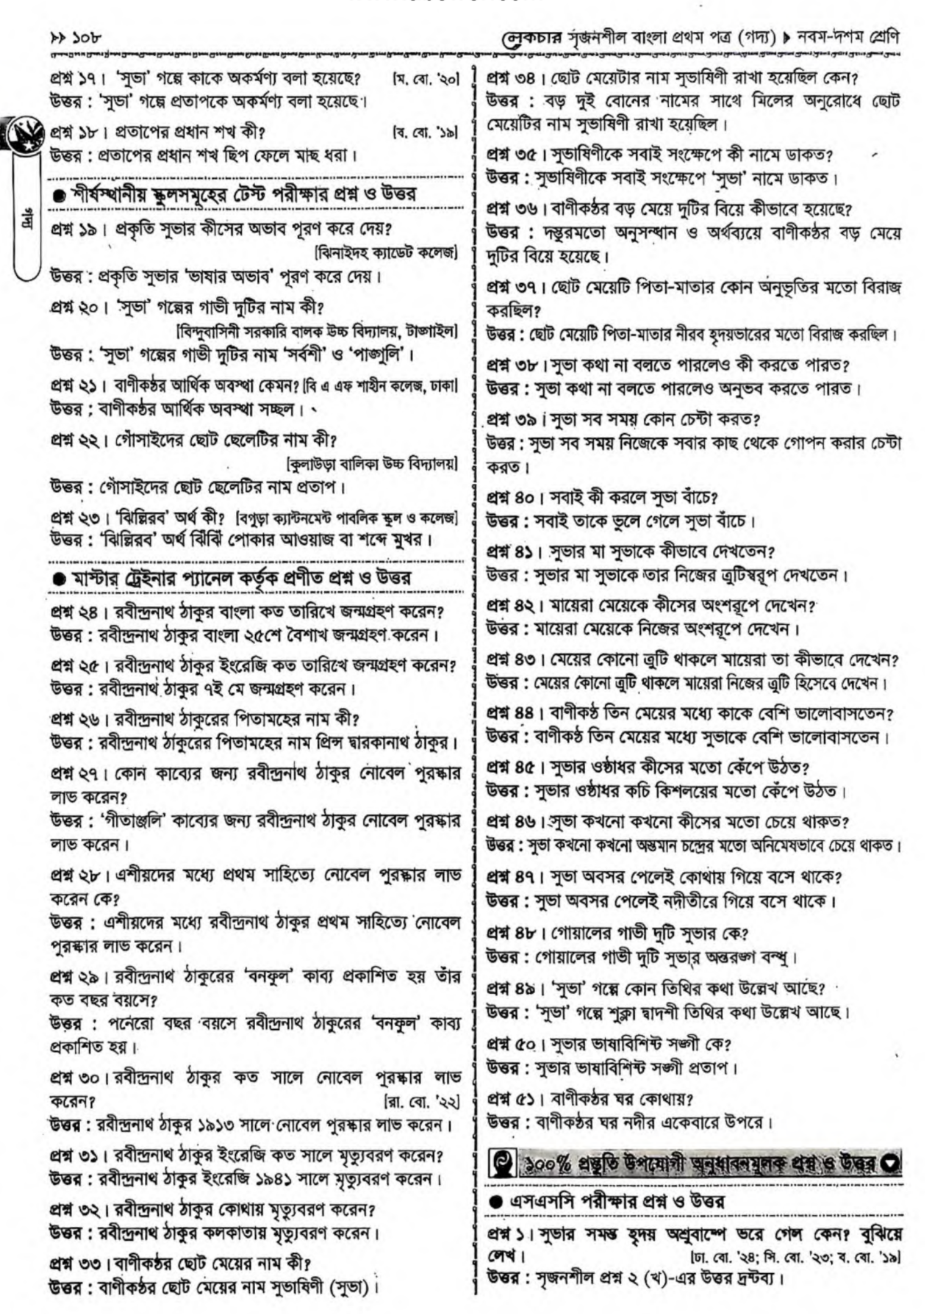 >> ১০৮
লেকচার সৃজনশীল বাংলা প্রথম পত্র (গদ্য) ▶ নবম-দশম শ্রেণি
গদ্য
প্রশ্ন ১৭। ‘সুভা’ গল্পে কাকে অকর্মণ্য বলা হয়েছে? [ম. বো. '২০]
উত্তর : ‘সুভা’ গল্পে প্রতাপকে অকর্মণ্য বলা হয়েছে।
প্রশ্ন ১৮। প্রতাপের প্রধান শখ কী? [ব. বো. '১৯]
উত্তর : প্রতাপের প্রধান শখ ছিপ ফেলে মাছ ধরা।
● শীর্ষস্থানীয় স্কুলসমূহের টেস্ট পরীক্ষার প্রশ্ন ও উত্তর
প্রশ্ন ১৯। প্রকৃতি সুভার কীসের অভাব পূরণ করে দেয়?
[ঝিনাইদহ ক্যাডেট কলেজ]
উত্তর : প্রকৃতি সুভার ‘ভাষার অভাব’ পূরণ করে দেয়।
প্রশ্ন ২০। ‘সুভা’ গল্পের গাভী দুটির নাম কী?
[বিন্দুবাসিনী সরকারি বালক উচ্চ বিদ্যালয়, টাঙ্গাইল]
উত্তর : ‘সুভা’ গল্পের গাভী দুটির নাম ‘সর্বশী’ ও ‘পাঙ্গুলি’।
প্রশ্ন ২১। বাণীকণ্ঠর আর্থিক অবস্থা কেমন? [বি এ এফ শাহীন কলেজ, ঢাকা]
উত্তর : বাণীকণ্ঠর আর্থিক অবস্থা সচ্ছল।
প্রশ্ন ২২। গোঁসাইদের ছোট ছেলেটির নাম কী?
[কুলাউড়া বালিকা উচ্চ বিদ্যালয়]
উত্তর : গোঁসাইদের ছোট ছেলেটির নাম প্রতাপ।
প্রশ্ন ২৩। ‘ঝিল্লিরব’ অর্থ কী? [বগুড়া ক্যান্টনমেন্ট পাবলিক স্কুল ও কলেজ]
উত্তর : ‘ঝিল্লিরব’ অর্থ ঝিঁঝিঁ পোকার আওয়াজ বা শব্দে মুখর।
● মাস্টার ট্রেইনার প্যানেল কর্তৃক প্রণীত প্রশ্ন ও উত্তর
প্রশ্ন ২৪। রবীন্দ্রনাথ ঠাকুর বাংলা কত তারিখে জন্মগ্রহণ করেন?
উত্তর : রবীন্দ্রনাথ ঠাকুর বাংলা ২৫শে বৈশাখ জন্মগ্রহণ করেন।
প্রশ্ন ২৫। রবীন্দ্রনাথ ঠাকুর ইংরেজি কত তারিখে জন্মগ্রহণ করেন?
উত্তর : রবীন্দ্রনাথ ঠাকুর ৭ই মে জন্মগ্রহণ করেন।
প্রশ্ন ২৬। রবীন্দ্রনাথ ঠাকুরের পিতামহের নাম কী?
উত্তর : রবীন্দ্রনাথ ঠাকুরের পিতামহের নাম প্রিন্স দ্বারকানাথ ঠাকুর।
প্রশ্ন ২৭। কোন কাব্যের জন্য রবীন্দ্রনাথ ঠাকুর নোবেল পুরস্কার
লাভ করেন?
উত্তর : ‘গীতাঞ্জলি’ কাব্যের জন্য রবীন্দ্রনাথ ঠাকুর নোবেল পুরস্কার
লাভ করেন।
প্রশ্ন ২৮। এশীয়দের মধ্যে প্রথম সাহিত্যে নোবেল পুরস্কার লাভ
করেন কে?
উত্তর : এশীয়দের মধ্যে রবীন্দ্রনাথ ঠাকুর প্রথম সাহিত্যে নোবেল
পুরস্কার লাভ করেন।
প্রশ্ন ২৯। রবীন্দ্রনাথ ঠাকুরের ‘বনফুল’ কাব্য প্রকাশিত হয় তাঁর
কত বছর বয়সে?
উত্তর : পনেরো বছর বয়সে রবীন্দ্রনাথ ঠাকুরের ‘বনফুল’ কাব্য
প্রকাশিত হয়।
প্রশ্ন ৩০। রবীন্দ্রনাথ ঠাকুর কত সালে নোবেল পুরস্কার লাভ
করেন? [রা. বো. '২২]
উত্তর : রবীন্দ্রনাথ ঠাকুর ১৯১৩ সালে নোবেল পুরস্কার লাভ করেন।
প্রশ্ন ৩১। রবীন্দ্রনাথ ঠাকুর ইংরেজি কত সালে মৃত্যুবরণ করেন?
উত্তর : রবীন্দ্রনাথ ঠাকুর ইংরেজি ১৯৪১ সালে মৃত্যুবরণ করেন।
প্রশ্ন ৩২। রবীন্দ্রনাথ ঠাকুর কোথায় মৃত্যুবরণ করেন?
উত্তর : রবীন্দ্রনাথ ঠাকুর কলকাতায় মৃত্যুবরণ করেন।
প্রশ্ন ৩৩। বাণীকণ্ঠর ছোট মেয়ের নাম কী?
উত্তর : বাণীকণ্ঠর ছোট মেয়ের নাম সুভাষিণী (সুভা)।
প্রশ্ন ৩৪। ছোট মেয়েটার নাম সুভাষিণী রাখা হয়েছিল কেন?
উত্তর : বড় দুই বোনের নামের সাথে মিলের অনুরোধে ছোট
মেয়েটির নাম সুভাষিণী রাখা হয়েছিল।
প্রশ্ন ৩৫। সুভাষিণীকে সবাই সংক্ষেপে কী নামে ডাকত?
উত্তর : সুভাষিণীকে সবাই সংক্ষেপে ‘সুভা’ নামে ডাকত।
প্রশ্ন ৩৬। বাণীকণ্ঠর বড় মেয়ে দুটির বিয়ে কীভাবে হয়েছে?
উত্তর : দস্তুরমতো অনুসন্ধান ও অর্থব্যয়ে বাণীকণ্ঠর বড় মেয়ে
দুটির বিয়ে হয়েছে।
প্রশ্ন ৩৭। ছোট মেয়েটি পিতা-মাতার কোন অনুভূতির মতো বিরাজ
করছিল?
উত্তর : ছোট মেয়েটি পিতা-মাতার নীরব হৃদয়ভারের মতো বিরাজ করছিল।
প্রশ্ন ৩৮। সুভা কথা না বলতে পারলেও কী করতে পারত?
উত্তর : সুভা কথা না বলতে পারলেও অনুভব করতে পারত।
প্রশ্ন ৩৯। সুভা সব সময় কোন চেষ্টা করত?
উত্তর : সুভা সব সময় নিজেকে সবার কাছ থেকে গোপন করার চেষ্টা
করত।
প্রশ্ন ৪০। সবাই কী করলে সুভা বাঁচে?
উত্তর : সবাই তাকে ভুলে গেলে সুভা বাঁচে।
প্রশ্ন ৪১। সুভার মা সুভাকে কীভাবে দেখতেন?
উত্তর : সুভার মা সুভাকে তার নিজের ত্রুটিস্বরূপ দেখতেন।
প্রশ্ন ৪২। মায়েরা মেয়েকে কীসের অংশরূপে দেখেন?
উত্তর : মায়েরা মেয়েকে নিজের অংশরূপে দেখেন।
প্রশ্ন ৪৩। মেয়ের কোনো ত্রুটি থাকলে মায়েরা তা কীভাবে দেখেন?
উত্তর : মেয়ের কোনো ত্রুটি থাকলে মায়েরা নিজের ত্রুটি হিসেবে দেখেন।
প্রশ্ন ৪৪। বাণীকণ্ঠ তিন মেয়ের মধ্যে কাকে বেশি ভালোবাসতেন?
উত্তর : বাণীকণ্ঠ তিন মেয়ের মধ্যে সুভাকে বেশি ভালোবাসতেন।
প্রশ্ন ৪৫। সুভার ওষ্ঠাধর কীসের মতো কেঁপে উঠত?
উত্তর : সুভার ওষ্ঠাধর কচি কিশলয়ের মতো কেঁপে উঠত।
প্রশ্ন ৪৬। সুভা কখনো কখনো কীসের মতো চেয়ে থাকত?
উত্তর : সুভা কখনো কখনো অস্তমান চন্দ্রের মতো অনিমেষভাবে চেয়ে থাকত।
প্রশ্ন ৪৭। সুভা অবসর পেলেই কোথায় গিয়ে বসে থাকে?
উত্তর : সুভা অবসর পেলেই নদীতীরে গিয়ে বসে থাকে।
প্রশ্ন ৪৮। গোয়ালের গাভী দুটি সুভার কে?
উত্তর : গোয়ালের গাভী দুটি সুভার অন্তরঙ্গ বন্ধু।
প্রশ্ন ৪৯। ‘সুভা’ গল্পে কোন তিথির কথা উল্লেখ আছে?
উত্তর : ‘সুভা’ গল্পে শুক্লা দ্বাদশী তিথির কথা উল্লেখ আছে।
প্রশ্ন ৫০। সুভার ভাষাবিশিষ্ট সঙ্গী কে?
উত্তর : সুভার ভাষাবিশিষ্ট সঙ্গী প্রতাপ।
প্রশ্ন ৫১। বাণীকণ্ঠর ঘর কোথায়?
উত্তর : বাণীকণ্ঠর ঘর নদীর একেবারে উপরে।
১০০% প্রস্তুতি উপযোগী অনুধাবনমূলক প্রশ্ন ও উত্তর
● এসএসসি পরীক্ষার প্রশ্ন ও উত্তর
প্রশ্ন ১। সুভার সমস্ত হৃদয় অশ্রুবাষ্পে ভরে গেল কেন? বুঝিয়ে
লেখ। [ঢা. বো. '২৪; সি. বো. '২৩; ব. বো. '১৯]
উত্তর : সৃজনশীল প্রশ্ন ২ (খ)-এর উত্তর দ্রষ্টব্য।